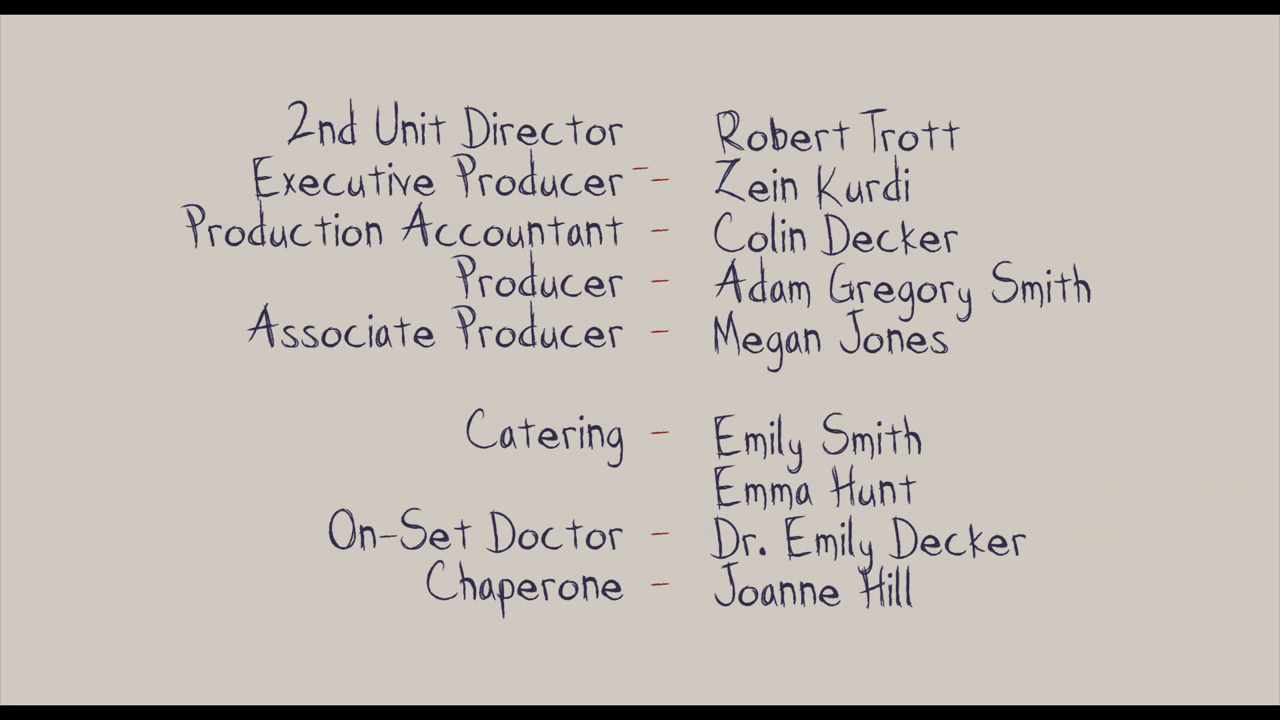 2nd Unit Director Robert Trott
Executive Producer - Zein Kurdi
Production Accountant - Colin Decker
Producer - Adam Gregory Smith
Associate Producer - Megan Jones
Catering - Emily Smith
Emma Hunt
On-Set Doctor - Dr. Emily Decker
Chaperone - Joanne Hill